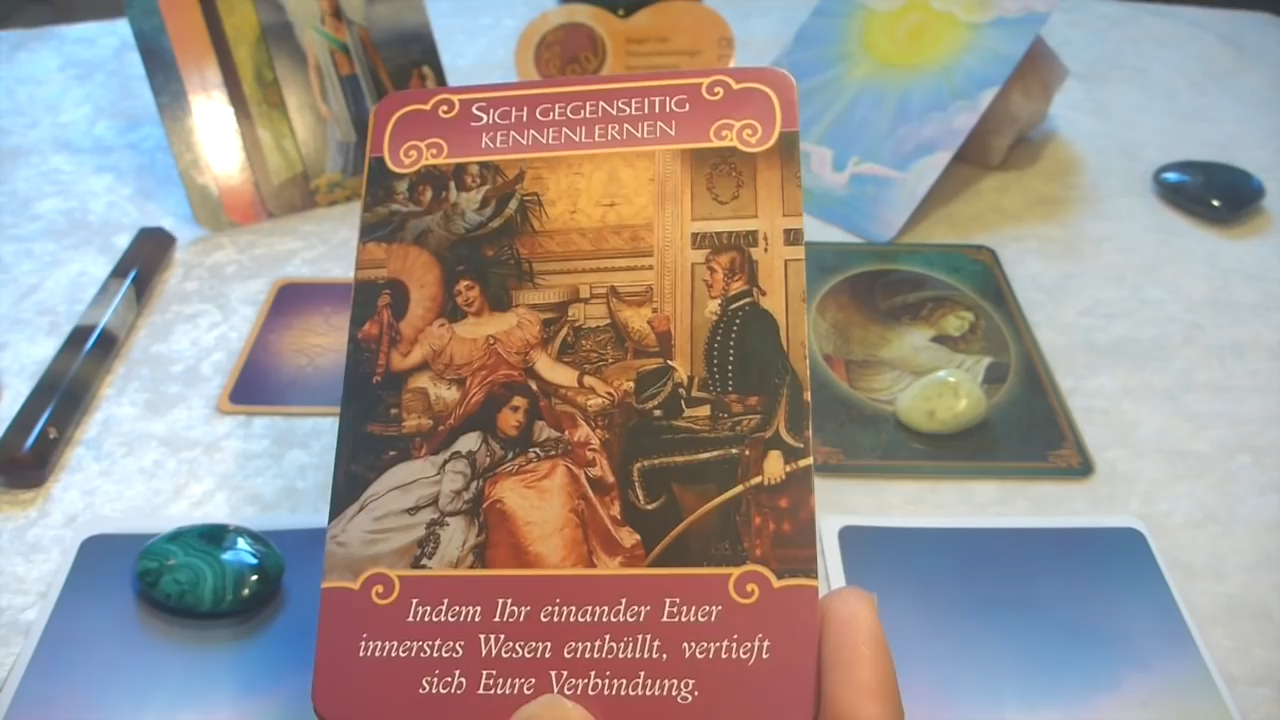 SICH GEGENSEITIG
KENNENLERNEN
Indem Ihr einander Euer
innerstes Wesen enthüllt, vertieft
sich Eure Verbindung.